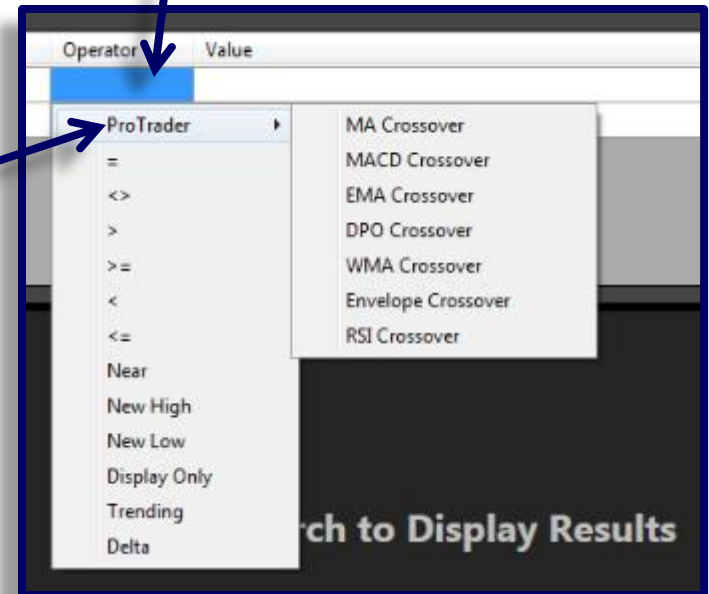 Operator Value
ProTrader
=
<>
>
>=
<
<=
Near
New High
New Low
Display Only
Trending
Delta
MA Crossover
MACD Crossover
EMA Crossover
DPO Crossover
WMA Crossover
Envelope Crossover
RSI Crossover
rch to Display Results